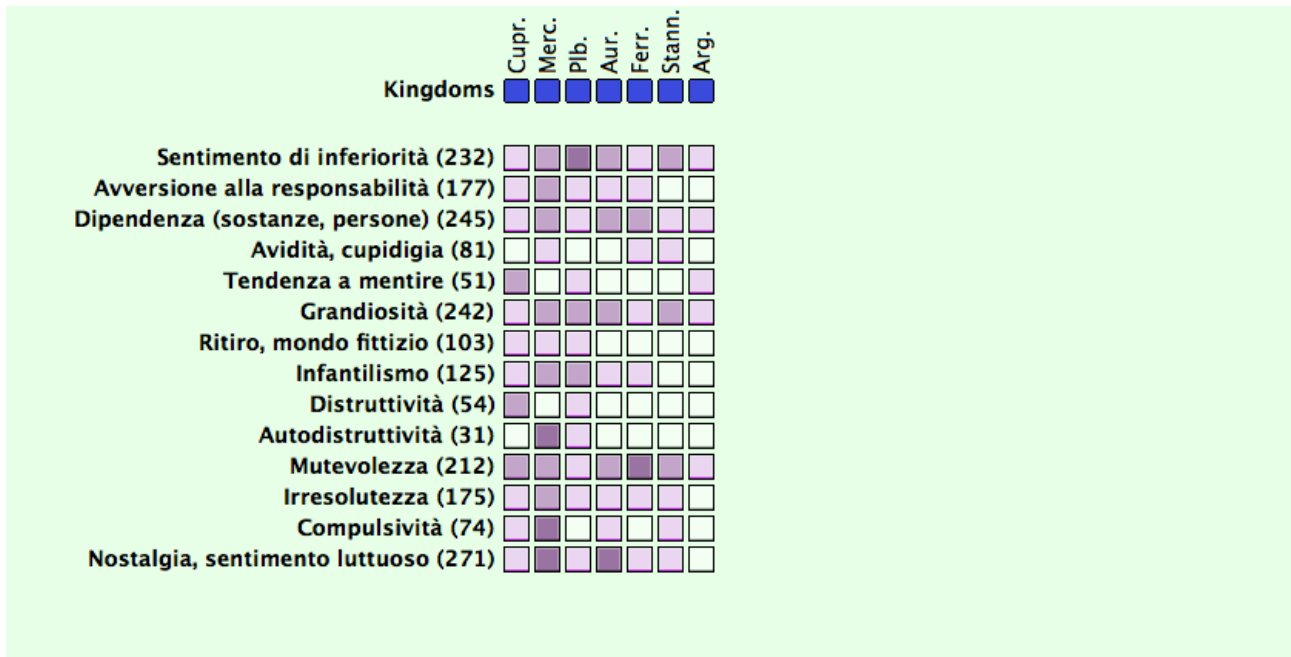 Cupr. Merc. Plb. Aur. Ferr. Stann. Arg.
Kingdoms
Sentimento di inferiorità (232)
Avversione alla responsabilità (177)
Dipendenza (sostanze, persone) (245)
Avidità, cupidigia (81)
Tendenza a mentire (51)
Grandiosità (242)
Ritiro, mondo fittizio (103)
Infantilismo (125)
Distruttività (54)
Autodistruttività (31)
Mutevolezza (212)
Irresolutezza (175)
Compulsività (74)
Nostalgia, sentimento luttuoso (271)